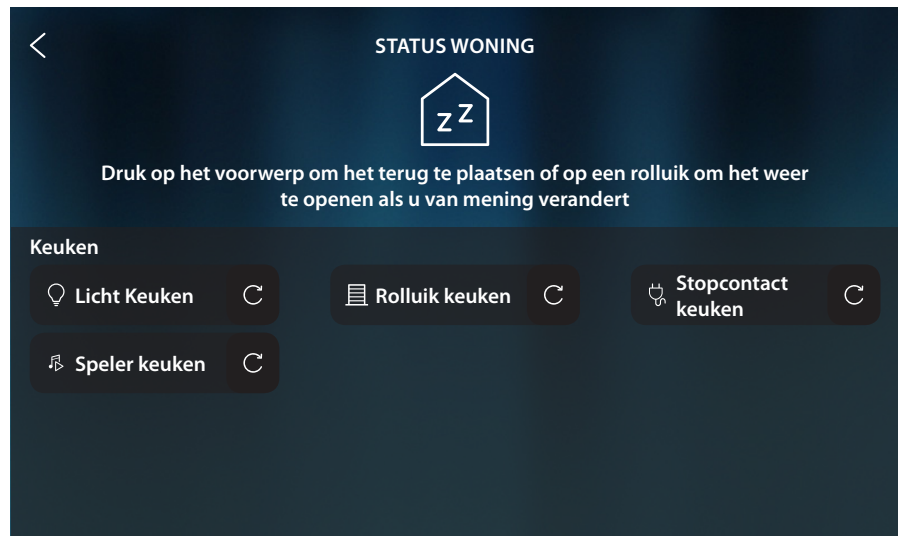 STATUS WONING
z Z
Druk op het voorwerp om het terug te plaatsen of op een rolluik om het weer
te openen als u van mening verandert
Keuken
Licht Keuken
Rolluik keuken
Stopcontact
keuken
Speler keuken